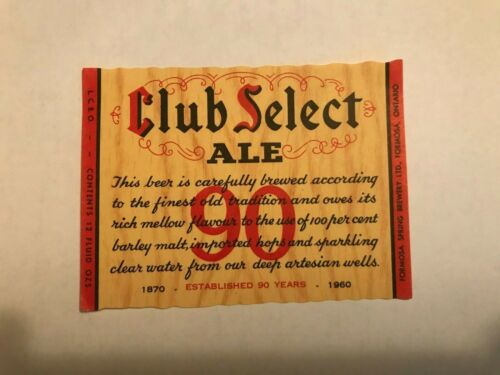 Club Select
ALE
90
This beer is carefully brewed according
to the finest old tradition and owes its
rich mellow flavour to the use of 100 per cent
barley malt, imported hops and sparkling
clear water from our deep artesian wells.
1870 - ESTABLISHED 90 YEARS - 1960
L.C.B.O. - - CONTENTS 12 FLUID OZS
FORMOSA SPRING BREWERY LTD., FORMOSA, ONTARIO